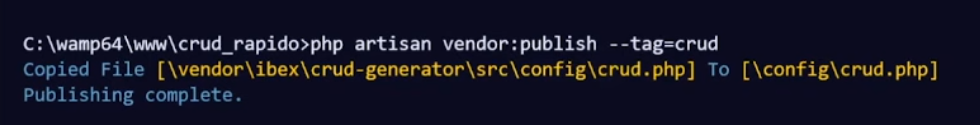 C:\wamp64\www\crud_rapido>php artisan vendor:publish --tag=crud
Copied File [\vendor\ibex\crud-generator\src\config\crud.php] To [\config\crud.php]
Publishing complete.